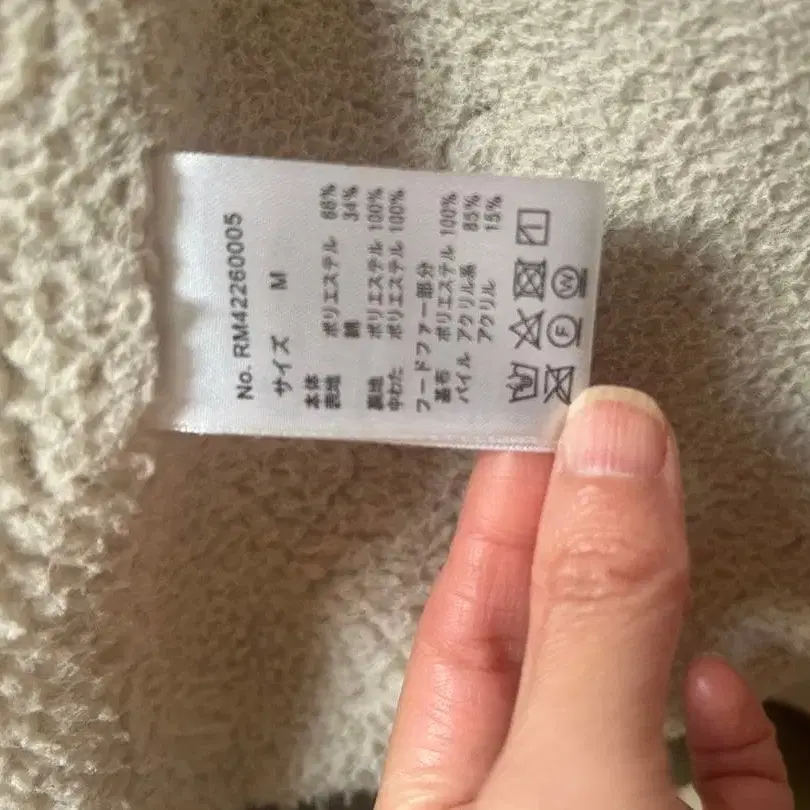 No. RM42260005
サイズ M
本体
表地 ポリエステル 66%
綿 34%
裏地 ポリエステル 100%
中わた ポリエステル 100%
フードファー部分
基布 ポリエステル 100%
パイル アクリル系 85%
アクリル 15%
F W